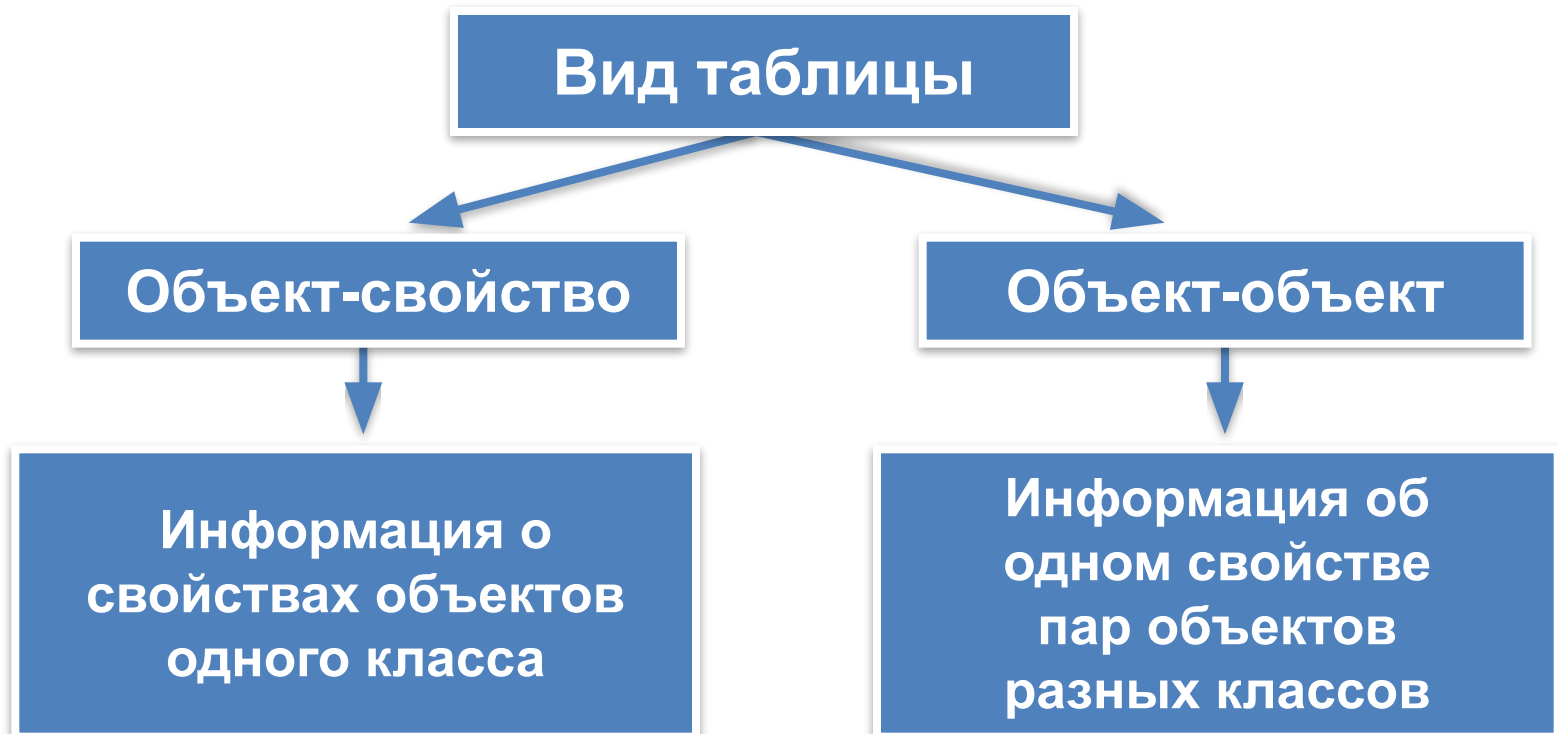 Вид таблицы
Объект-свойство
Объект-объект
Информация о
свойствах объектов
одного класса
Информация об
одном свойстве
пар объектов
разных классов